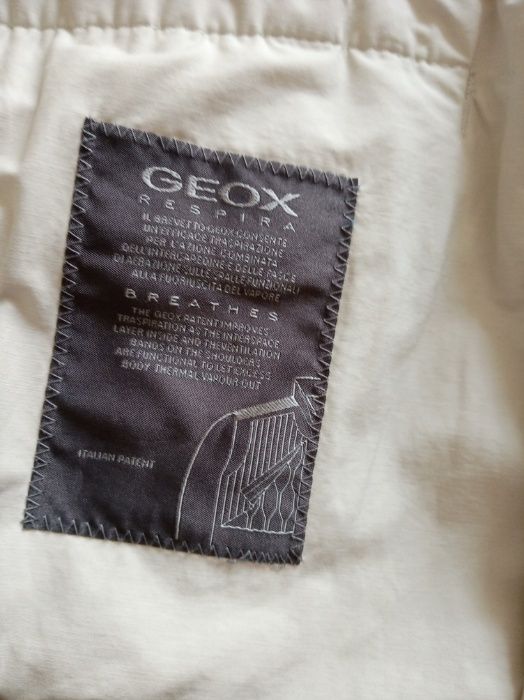 GEOX
RESPIRA
IL BREVETTO GEOX CONSENTE
UN'EFFICACE TRASPIRAZIONE
PER L'AZIONE COMBINATA
DELL'INTERCAPEDINE E DELLE FASCE
DI AERAZIONE SULLE SPALLE FUNZIONALI
ALLA FUORIUSCITA DEL VAPORE
BREATHES
THE GEOX PATENT IMPROVES
TRASPIRATION AS THE INTERSPACE
LAYER INSIDE AND THE VENTILATION
BANDS ON THE SHOULDER
ARE FUNCTIONAL TO LET EXCESS
BODY THERMAL VAPOUR OUT
ITALIAN PATENT